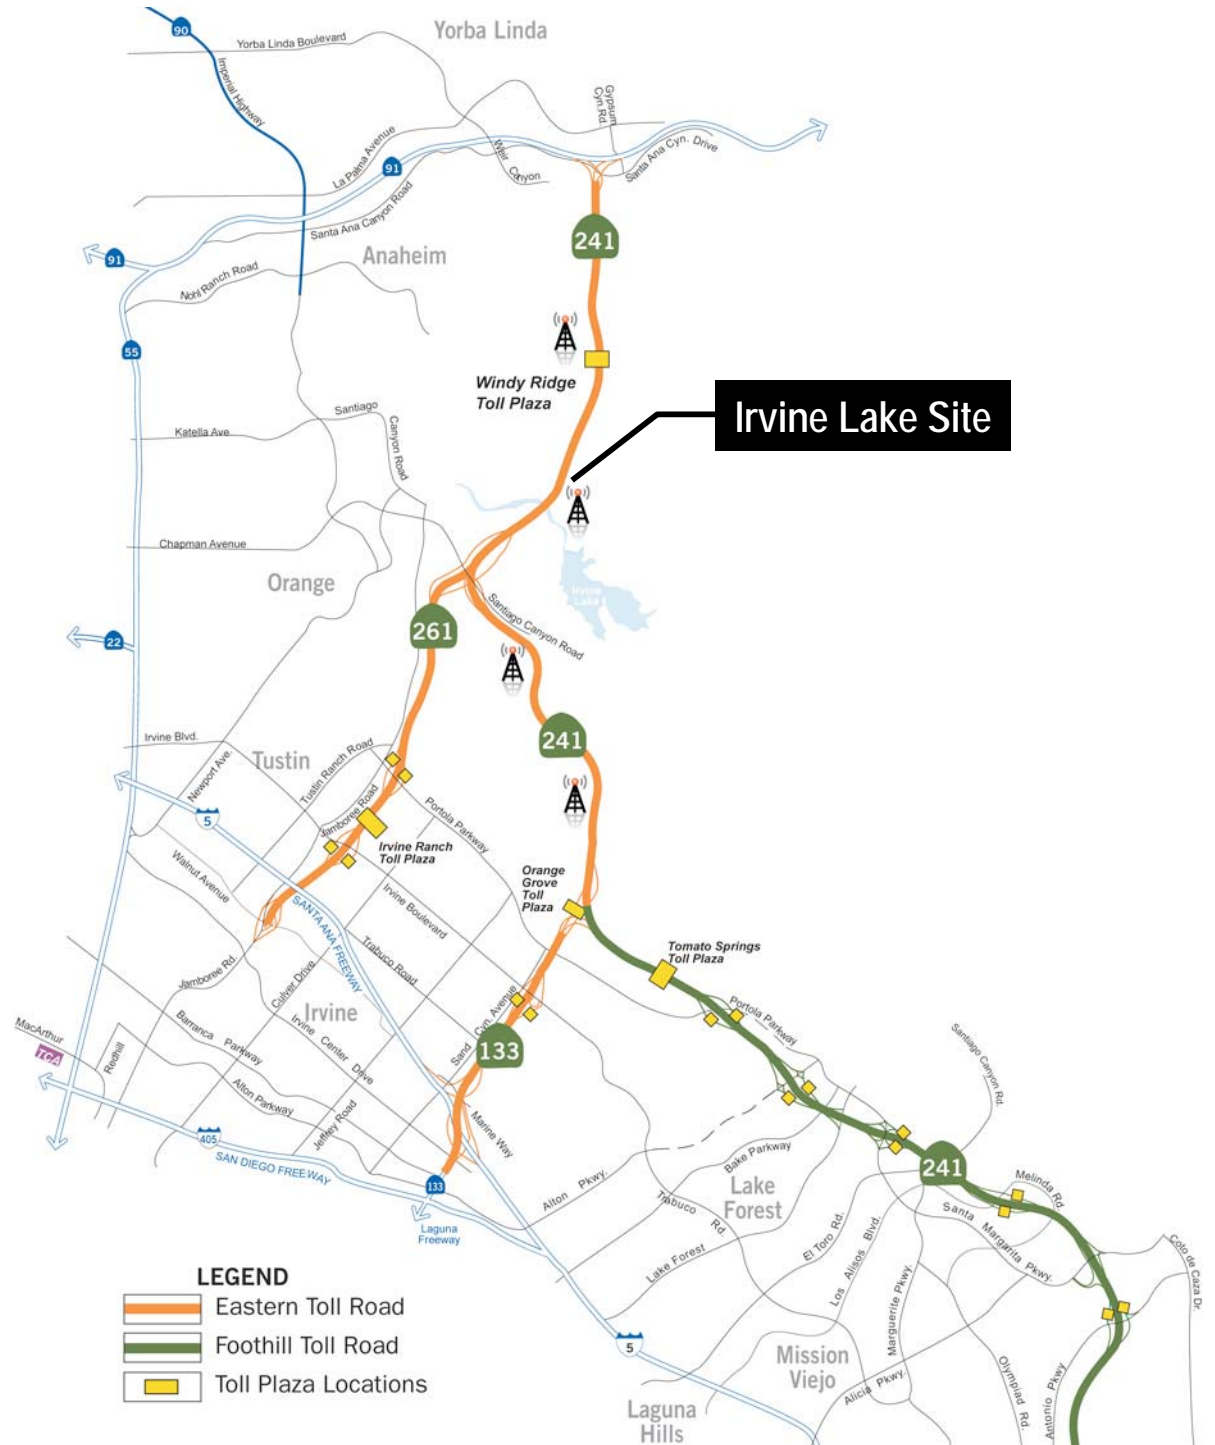 90
Yorba Linda
Yorba Linda Boulevard
Imperial Highway
Gypsum
Cyn.Rd.
La Palma Avenue
91
Weir
Canyon
Santa Ana Cyn. Drive
Santa Ana Canyon Road
241
91
Anaheim
Nohl Ranch Road
55
Windy Ridge
Toll Plaza
Irvine Lake Site
Santiago
Canyon Road
Katella Ave
Chapman Avenue
Orange
Irvine
Lake
Santiago Canyon Road
261
22
241
Irvine Blvd.
Tustin
Newport Ave.
Tustin Ranch Road
Jamboree Road
Portola Parkway
5
Irvine Ranch
Toll Plaza
Walnut Avenue
Orange
Grove
Toll
Plaza
Irvine Boulevard
SANTA ANA FREEWAY
Trabuco Road
Tomato Springs
Toll Plaza
Jamboree Rd.
Culver Drive
Irvine
Sand
Cyn. Avenue
Portola Parkway
MacArthur
TCA
Redhill
Barranca Parkway
Irvine Center Drive
133
Santiago Canyon Rd.
Alton Parkway
Jeffrey Road
Marine Way
405
SAN DIEGO FREEWAY
133
Laguna
Freeway
Alton Pkwy.
Bake Parkway
Lake
Forest
Trabuco Rd.
241
Melinda Rd.
Santa Margarita Pkwy.
El Toro Rd.
Los Alisos Blvd.
Lake Forest
Marguerite Pkwy.
Coto de Caza Dr.
LEGEND
Eastern Toll Road
Foothill Toll Road
Toll Plaza Locations
5
Mission
Viejo
Alicia Pkwy.
Olympiad Rd.
Antonio Pkwy
Laguna
Hills